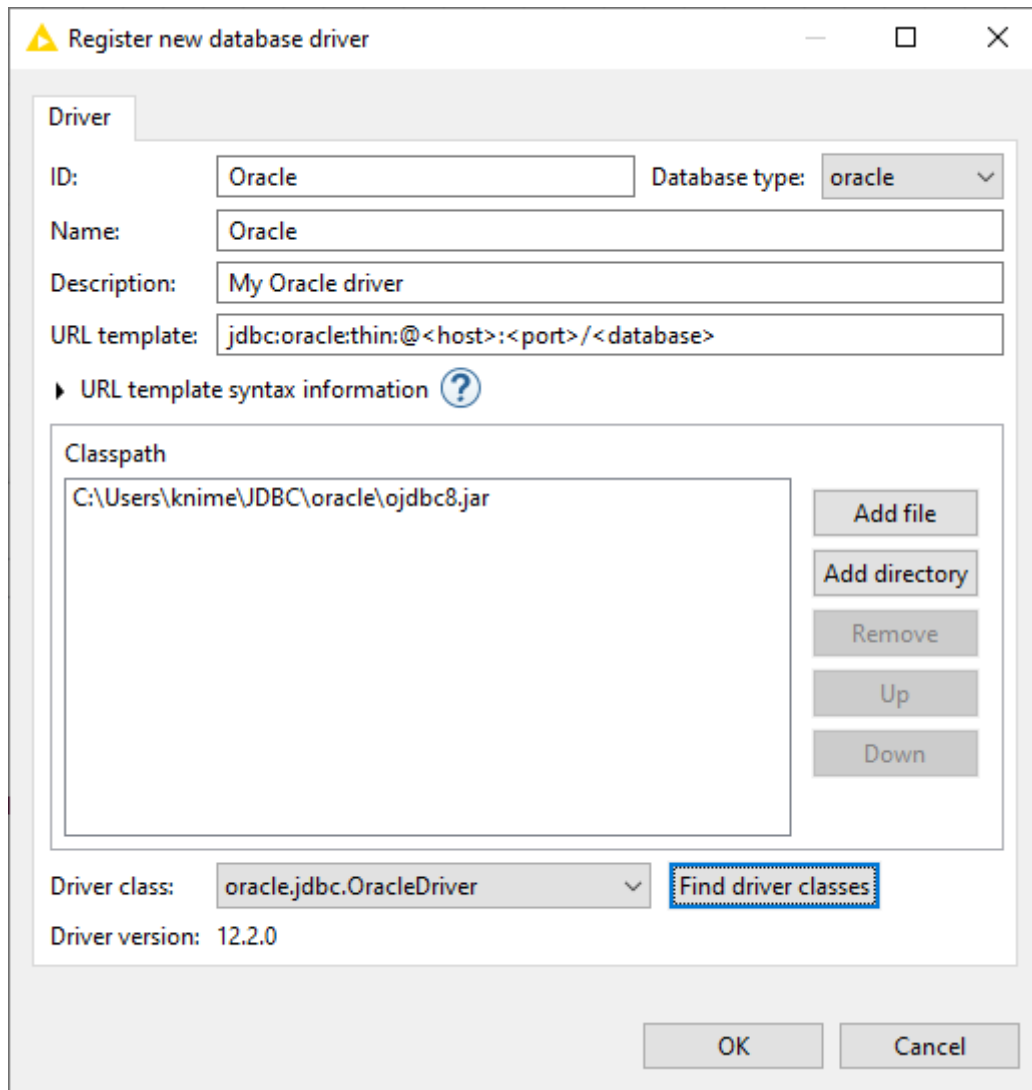 Register new database driver
Driver
ID: Oracle Database type: oracle
Name: Oracle
Description: My Oracle driver
URL template: jdbc:oracle:thin:@<host>:<port>/<database>
URL template syntax information ?
Classpath
C:\Users\knime\JDBC\oracle\ojdbc8.jar
Add file
Add directory
Remove
Up
Down
Driver class: oracle.jdbc.OracleDriver Find driver classes
Driver version: 12.2.0
OK Cancel